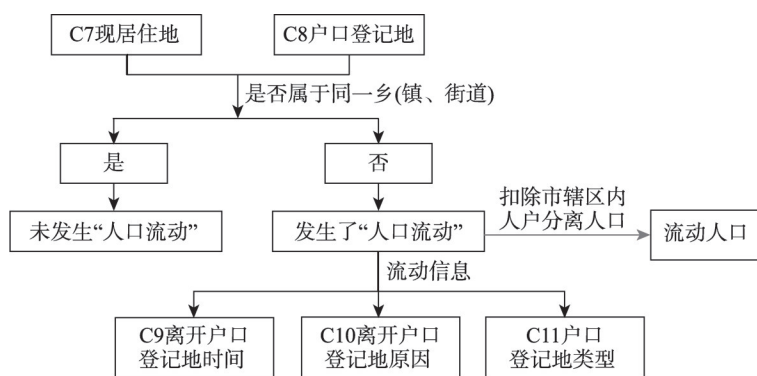 C7现居住地
C8户口登记地
是否属于同一乡(镇、街道)
是
否
扣除市辖区内
人户分离人口
未发生“人口流动”
发生了“人口流动”
流动人口
流动信息
C9离开户口
登记地时间
C10离开户口
登记地原因
C11户口
登记地类型